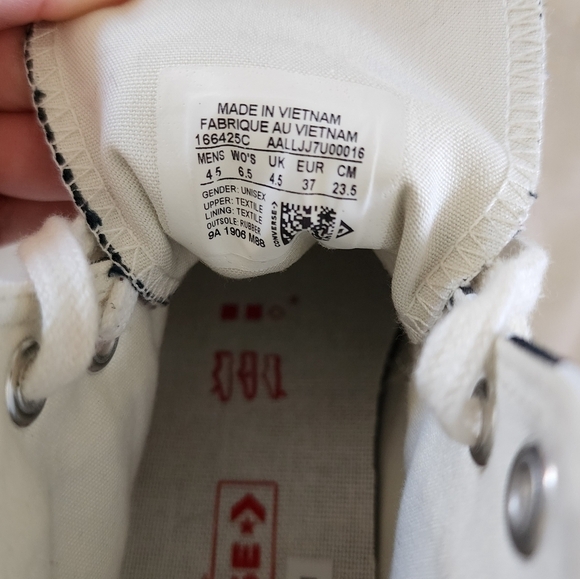 MADE IN VIETNAM
FABRIQUE AU VIETNAM
166425C AALLJJ7U00016
MENS WO'S UK EUR CM
4.5 6.5 4.5 37 23.5
GENDER: UNISEX
UPPER: TEXTILE
LINING: TEXTILE
OUTSOLE: RUBBER
9A 1906 M8B
CONVERSE